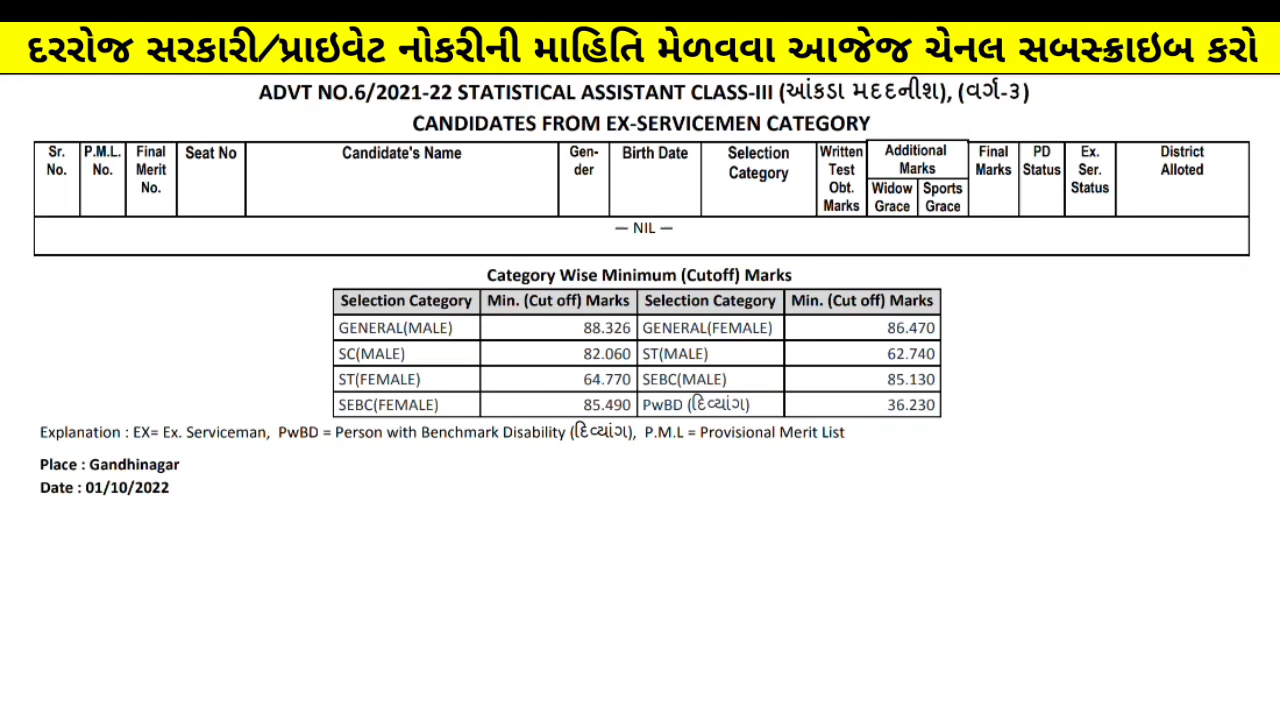 દરરોજ સરકારી/પ્રાઇવેટ નોકરીની માહિતિ મેળવવા આજેજ ચેનલ સબસ્ક્રાઇબ કરો
ADVT NO.6/2021-22 STATISTICAL ASSISTANT CLASS-III (આંકડા મદદનીશ), (વર્ગ-૩)
CANDIDATES FROM EX-SERVICEMEN CATEGORY
Sr. No. P.M.L. No. Final Merit No. Seat No Candidate's Name Gen-der Birth Date Selection Category Written Test Obt. Marks Additional Marks Widow Grace Sports Grace Final Marks PD Status Ex. Ser. Status District Alloted
— NIL —
Category Wise Minimum (Cutoff) Marks
Selection Category Min. (Cut off) Marks Selection Category Min. (Cut off) Marks
GENERAL(MALE) 88.326 GENERAL(FEMALE) 86.470
SC(MALE) 82.060 ST(MALE) 62.740
ST(FEMALE) 64.770 SEBC(MALE) 85.130
SEBC(FEMALE) 85.490 PwBD (દિવ્યાંગ) 36.230
Explanation : EX= Ex. Serviceman, PwBD = Person with Benchmark Disability (દિવ્યાંગ), P.M.L = Provisional Merit List
Place : Gandhinagar
Date : 01/10/2022